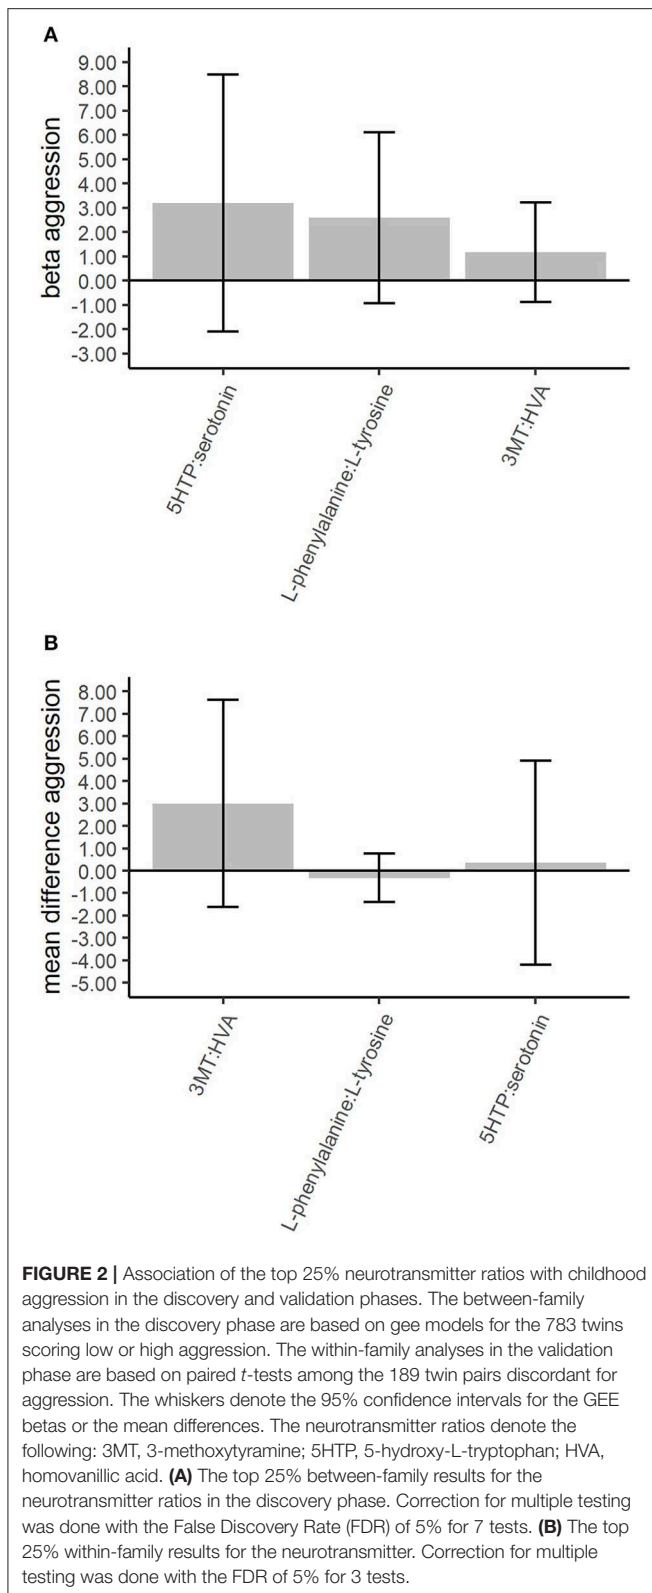 A
9.00
8.00
7.00
6.00
5.00
4.00
3.00
2.00
1.00
0.00
-1.00
-2.00
-3.00
beta aggression
5HTP:serotonin
L-phenylalanine:L-tyrosine
3MT:HVA
B
8.00
7.00
6.00
5.00
4.00
3.00
2.00
1.00
0.00
-1.00
-2.00
-3.00
-4.00
-5.00
mean difference aggression
3MT:HVA
L-phenylalanine:L-tyrosine
5HTP:serotonin
FIGURE 2 | Association of the top 25% neurotransmitter ratios with childhood
aggression in the discovery and validation phases. The between-family
analyses in the discovery phase are based on gee models for the 783 twins
scoring low or high aggression. The within-family analyses in the validation
phase are based on paired t-tests among the 189 twin pairs discordant for
aggression. The whiskers denote the 95% confidence intervals for the GEE
betas or the mean differences. The neurotransmitter ratios denote the
following: 3MT, 3-methoxytyramine; 5HTP, 5-hydroxy-L-tryptophan; HVA,
homovanillic acid. (A) The top 25% between-family results for the
neurotransmitter ratios in the discovery phase. Correction for multiple testing
was done with the False Discovery Rate (FDR) of 5% for 7 tests. (B) The top
25% within-family results for the neurotransmitter. Correction for multiple
testing was done with the FDR of 5% for 3 tests.